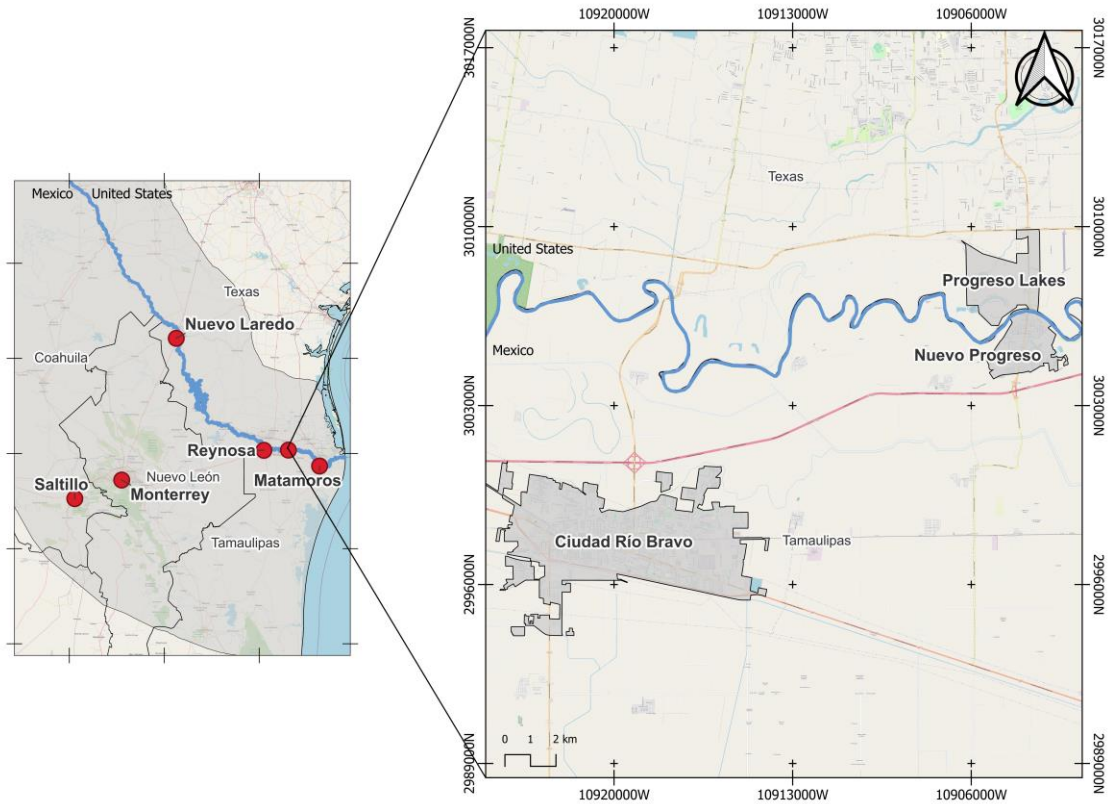 Mexico United States
Texas
Nuevo Laredo
Coahuila
Reynosa
Saltillo
Nuevo León
Monterrey
Matamoros
Tamaulipas
10920000W 10913000W 10906000W
3017000N 3017000N
Texas
3010000N 3010000N
United States
Progreso Lakes
Mexico
Nuevo Progreso
3003000N 3003000N
Ciudad Río Bravo
Tamaulipas
2996000N 2996000N
0 1 2 km
2989000N 2989000N
10920000W 10913000W 10906000W